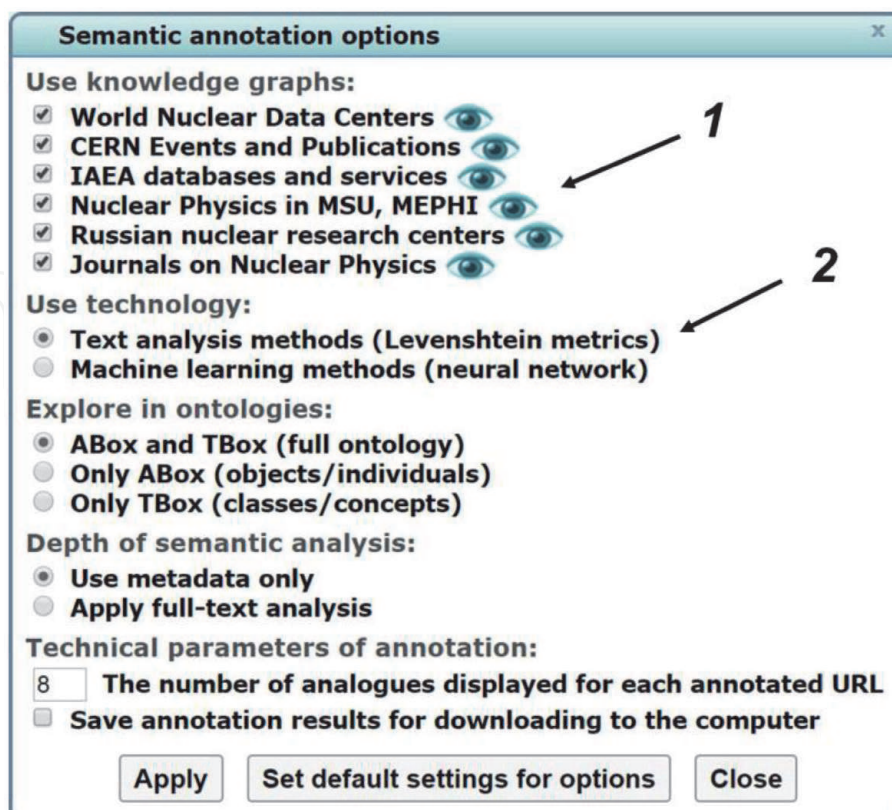 Semantic annotation options x
Use knowledge graphs:
World Nuclear Data Centers
CERN Events and Publications
IAEA databases and services
Nuclear Physics in MSU, MEPHI
Russian nuclear research centers
Journals on Nuclear Physics
1
Use technology:
2
Text analysis methods (Levenshtein metrics)
Machine learning methods (neural network)
Explore in ontologies:
ABox and TBox (full ontology)
Only ABox (objects/individuals)
Only TBox (classes/concepts)
Depth of semantic analysis:
Use metadata only
Apply full-text analysis
Technical parameters of annotation:
8 The number of analogues displayed for each annotated URL
Save annotation results for downloading to the computer
Apply Set default settings for options Close